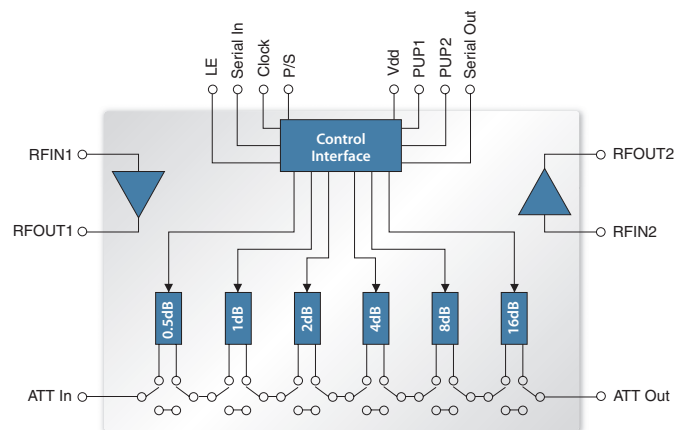 LE
Serial In
Clock
P/S
Vdd
PUP1
PUP2
Serial Out
Control
Interface
RFIN1
RFOUT2
RFOUT1
RFIN2
0.5dB
1dB
2dB
4dB
8dB
16dB
ATT In
ATT Out